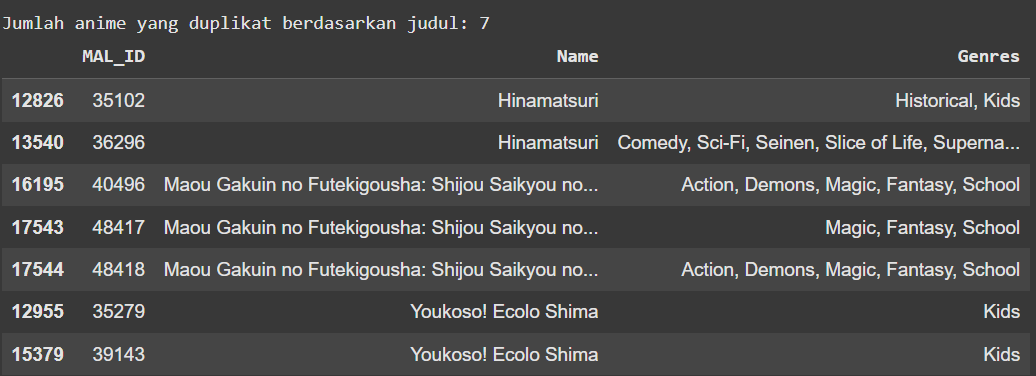 Jumlah anime yang duplikat berdasarkan judul: 7
MAL_ID Name Genres
12826 35102 Hinamatsuri Historical, Kids
13540 36296 Hinamatsuri Comedy, Sci-Fi, Seinen, Slice of Life, Superna...
16195 40496 Maou Gakuin no Futekigousha: Shijou Saikyou no... Action, Demons, Magic, Fantasy, School
17543 48417 Maou Gakuin no Futekigousha: Shijou Saikyou no... Magic, Fantasy, School
17544 48418 Maou Gakuin no Futekigousha: Shijou Saikyou no... Action, Demons, Magic, Fantasy, School
12955 35279 Youkoso! Ecolo Shima Kids
15379 39143 Youkoso! Ecolo Shima Kids